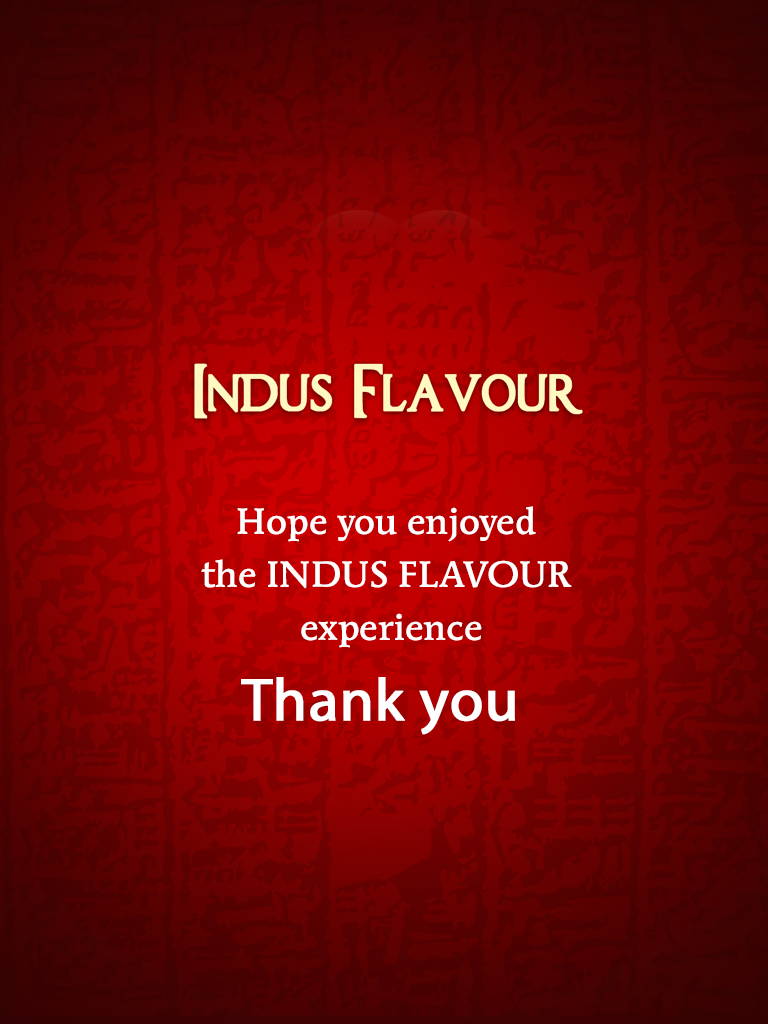 Indus Flavour
Hope you enjoyed
the INDUS FLAVOUR
experience
Thank you